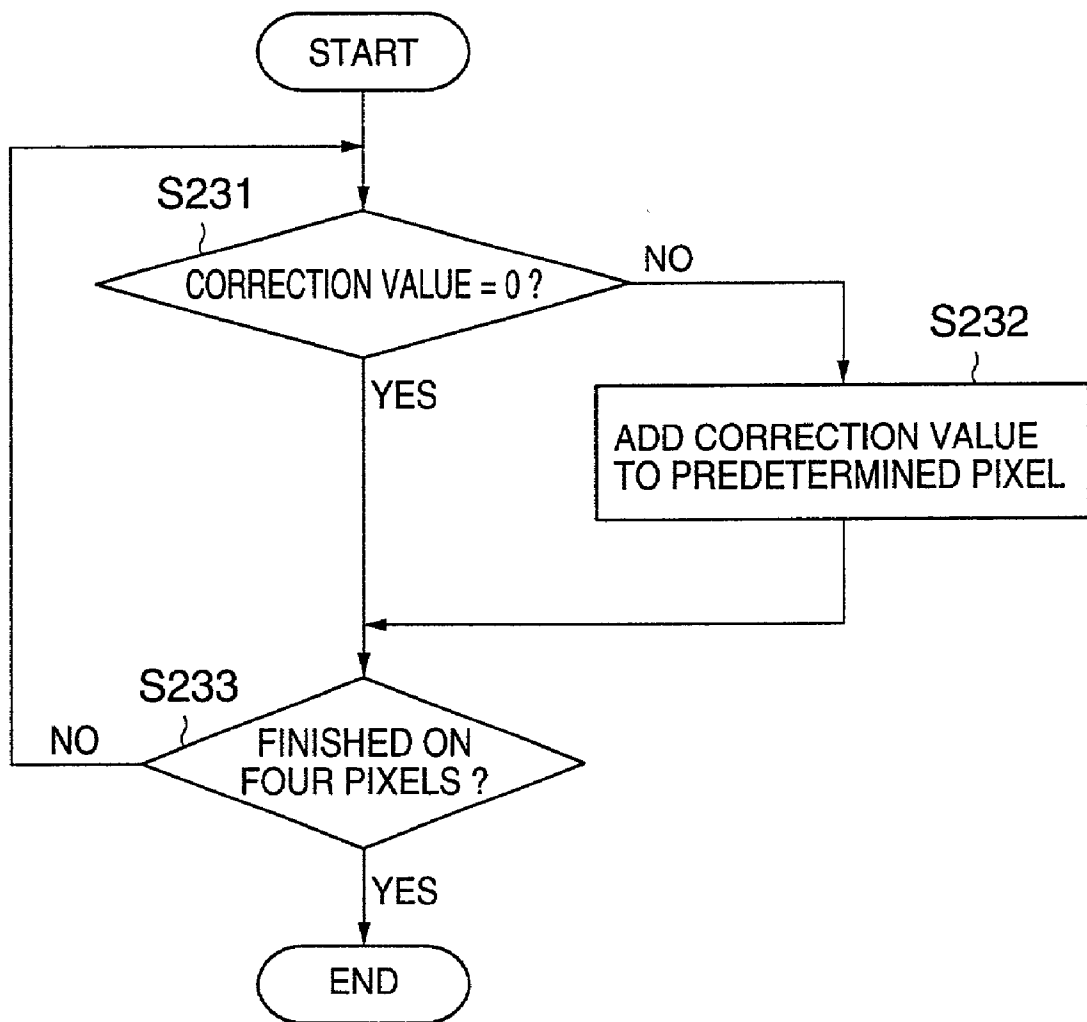 START
S231
CORRECTION VALUE = 0 ?
NO
YES
S232
ADD CORRECTION VALUE
TO PREDETERMINED PIXEL
S233
NO
FINISHED ON
FOUR PIXELS ?
YES
END